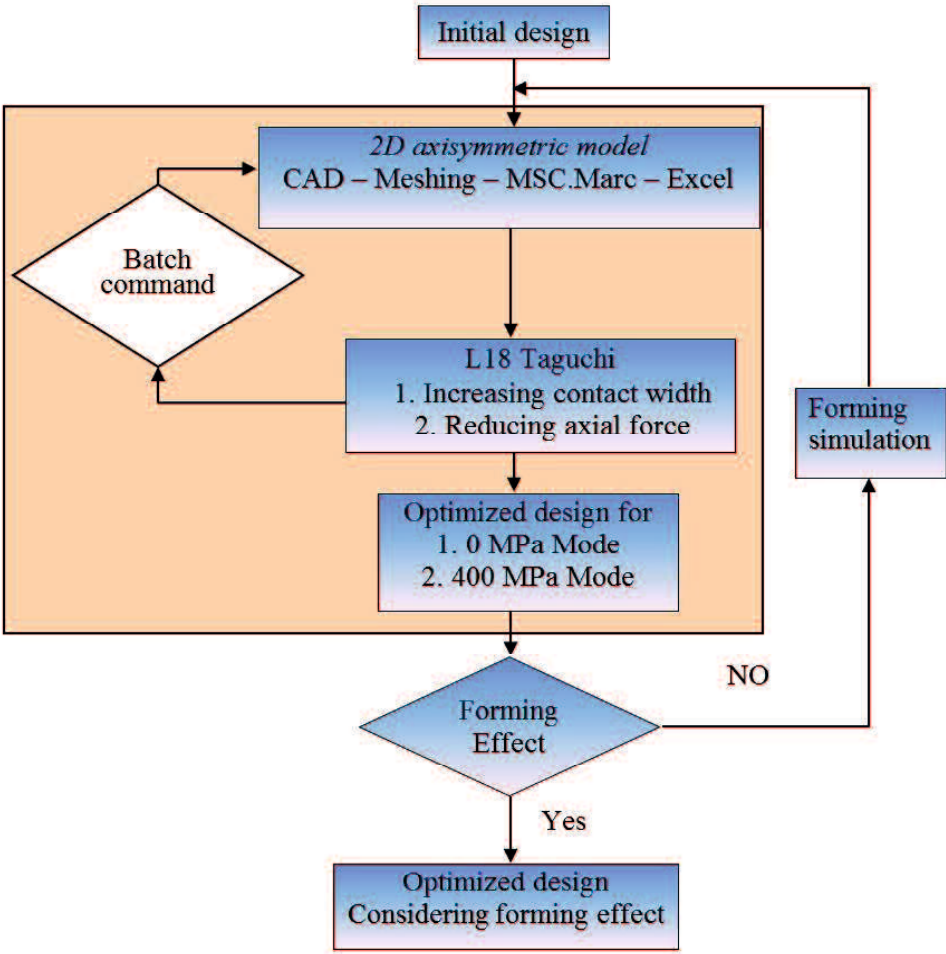 Initial design
2D axisymmetric model
CAD – Meshing – MSC.Marc – Excel
Batch
command
L18 Taguchi
1. Increasing contact width
2. Reducing axial force
Forming
simulation
Optimized design for
1. 0 MPa Mode
2. 400 MPa Mode
NO
Forming
Effect
Yes
Optimized design
Considering forming effect